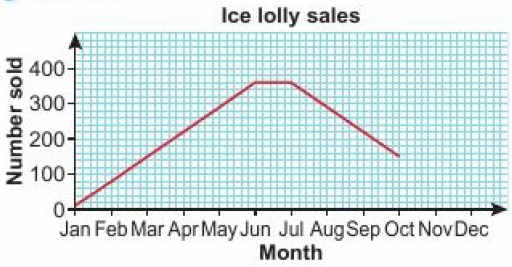 Ice lolly sales
Number sold
400
300
200
100
0
Jan Feb Mar Apr May Jun Jul Aug Sep Oct Nov Dec
Month